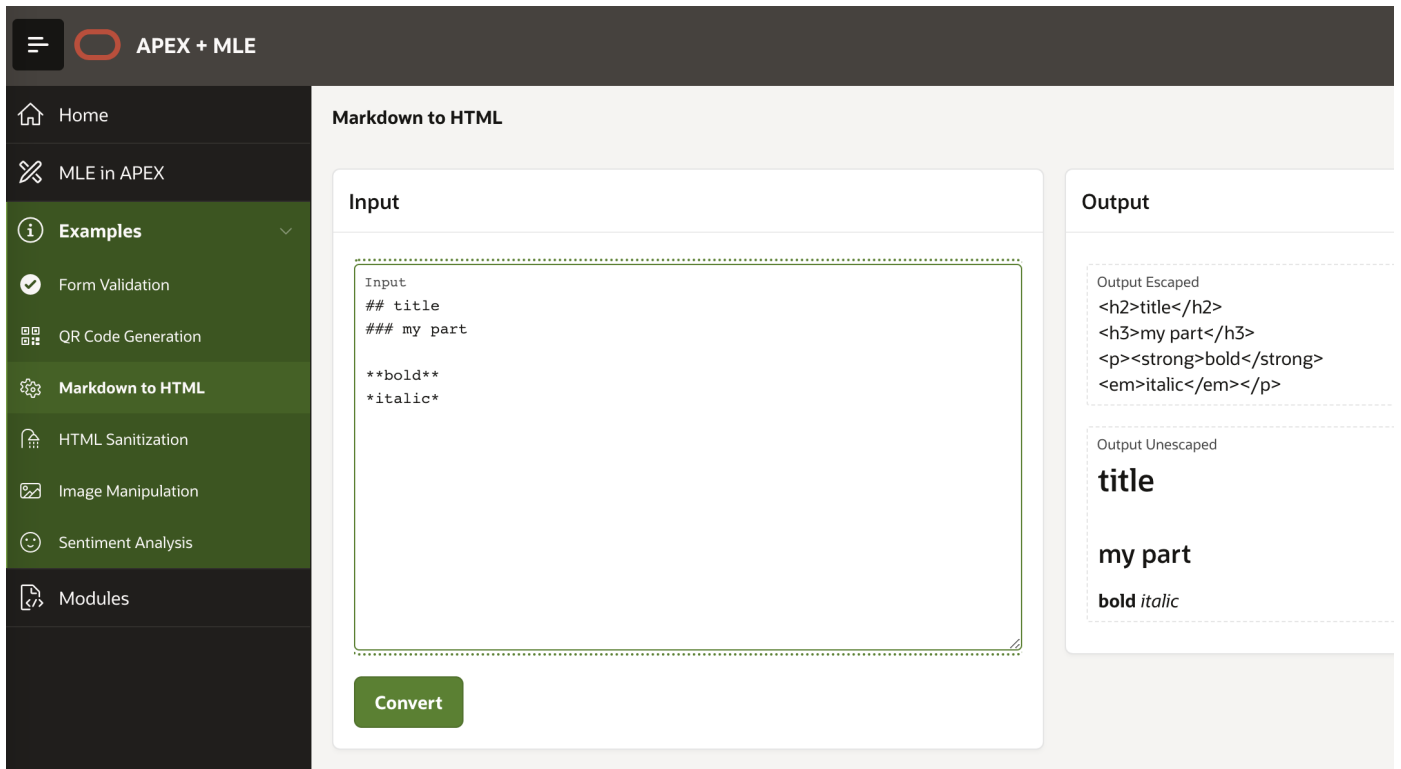 APEX + MLE
Home
MLE in APEX
Examples
Form Validation
QR Code Generation
Markdown to HTML
HTML Sanitization
Image Manipulation
Sentiment Analysis
Modules
Markdown to HTML
Input
Input
## title
### my part
**bold**
*italic*
Convert
Output
Output Escaped
<h2>title</h2>
<h3>my part</h3>
<p><strong>bold</strong>
<em>italic</em></p>
Output Unescaped
title
my part
bold italic